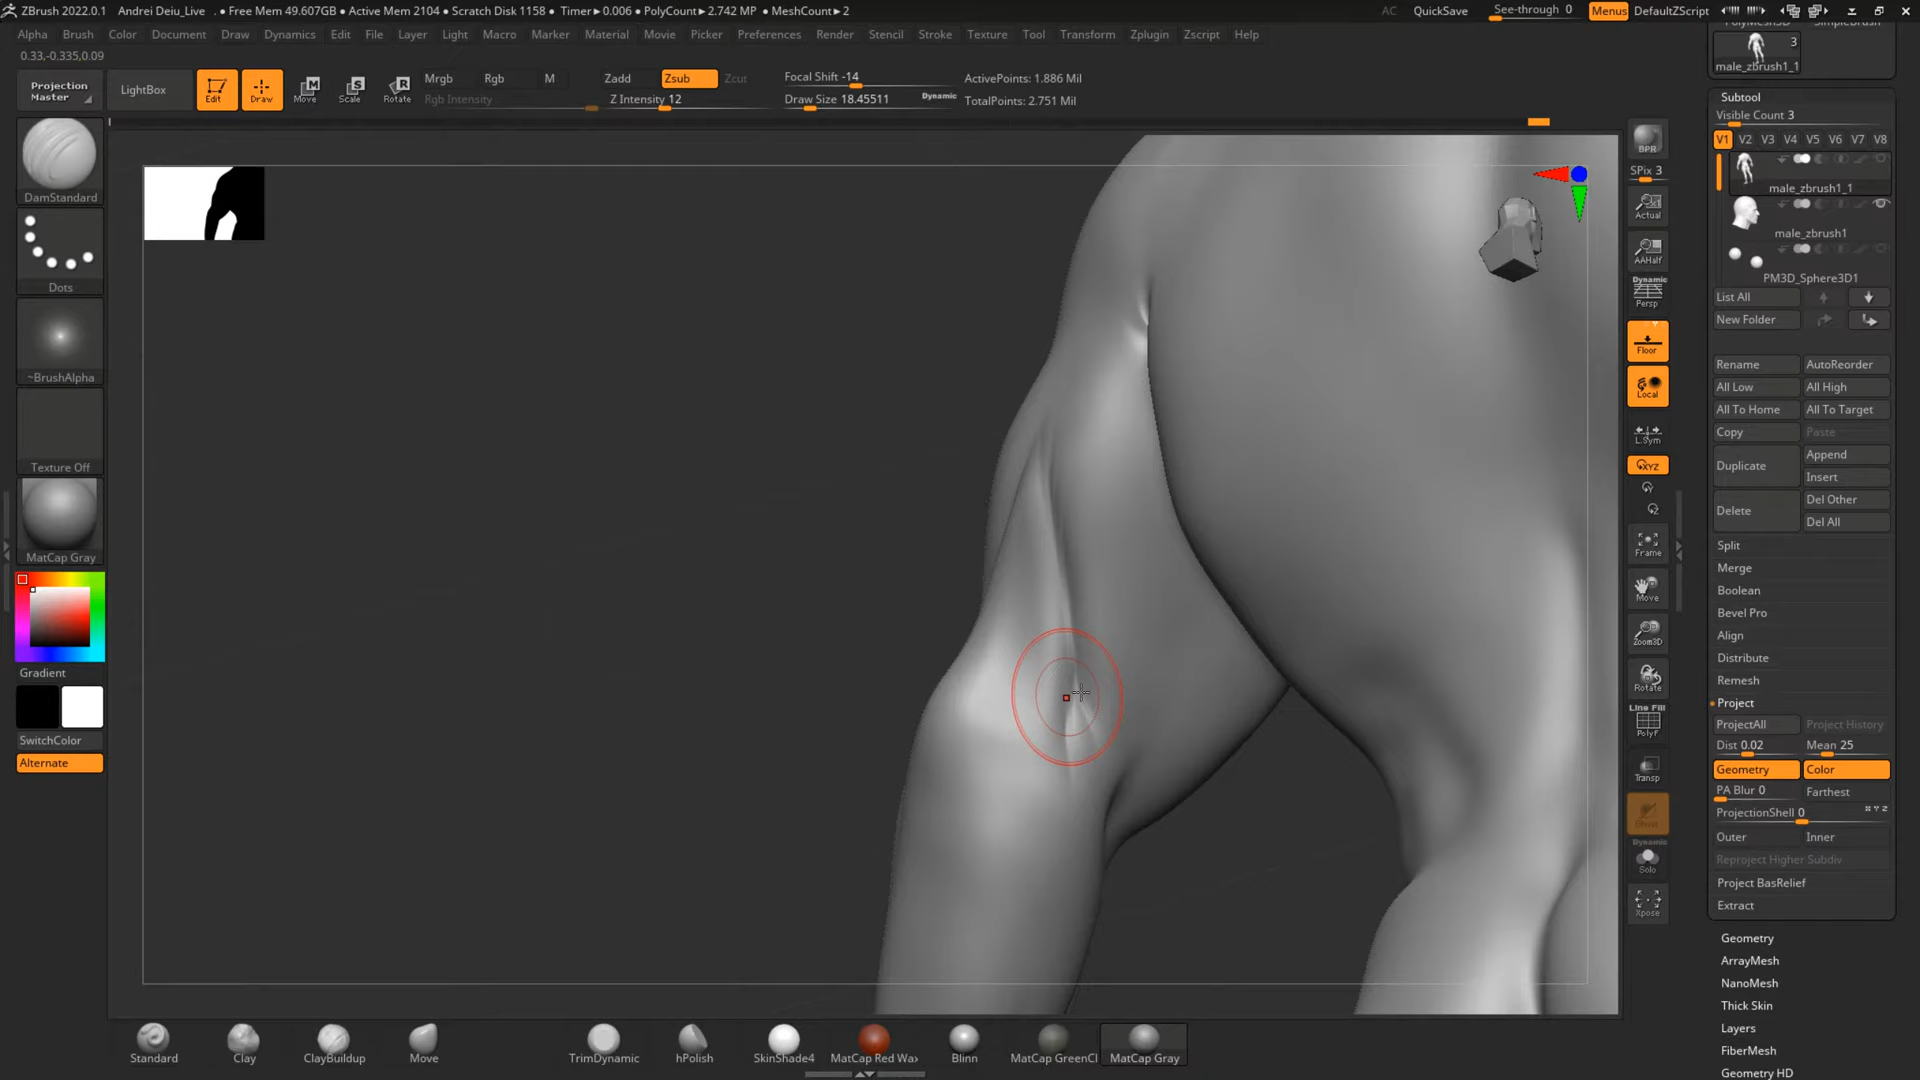 ZBrush 2022.0.1 Andrei Deiu_Live . • Free Mem 49.607GB • Active Mem 2104 • Scratch Disk 1158 • Timer▸0.006 • PolyCount▸2.742 MP • MeshCount▸2
AC QuickSave See-through 0 Menus DefaultZScript
Alpha Brush Color Document Draw Dynamics Edit File Layer Light Macro Marker Material Movie Picker Preferences Render Stencil Stroke Texture Tool Transform Zplugin Zscript Help
0.33,-0.335,0.09
Projection Master
LightBox
Edit
Draw
Move
Scale
Rotate
Mrgb Rgb M
Rgb Intensity
Zadd Zsub Zcut
Z Intensity 12
Focal Shift -14
Draw Size 18.45511
Dynamic
ActivePoints: 1.886 Mil
TotalPoints: 2.751 Mil
DamStandard
Dots
~BrushAlpha
Texture Off
MatCap Gray
Gradient
SwitchColor
Alternate
BPR
SPix 3
Actual
AAHalf
Dynamic
Persp
Floor
Local
L.Sym
XYZ
Y
Z
Frame
Move
Zoom3D
Rotate
Line Fill
PolyF
Transp
Ghost
Dynamic
Solo
Xpose
3
male_zbrush1_1
Subtool
Visible Count 3
V1 V2 V3 V4 V5 V6 V7 V8
male_zbrush1_1
male_zbrush1
PM3D_Sphere3D1
List All
New Folder
Rename AutoReorder
All Low All High
All To Home All To Target
Copy Paste
Duplicate Append
Insert
Delete Del Other
Del All
Split
Merge
Boolean
Bevel Pro
Align
Distribute
Remesh
Project
ProjectAll Project History
Dist 0.02 Mean 25
Geometry Color
PA Blur 0 Farthest
ProjectionShell 0
Outer Inner
Reproject Higher Subdiv
Project BasRelief
Extract
Geometry
ArrayMesh
NanoMesh
Thick Skin
Layers
FiberMesh
Geometry HD
Standard Clay ClayBuildup Move TrimDynamic hPolish SkinShade4 MatCap Red Wax Blinn MatCap GreenCl MatCap Gray